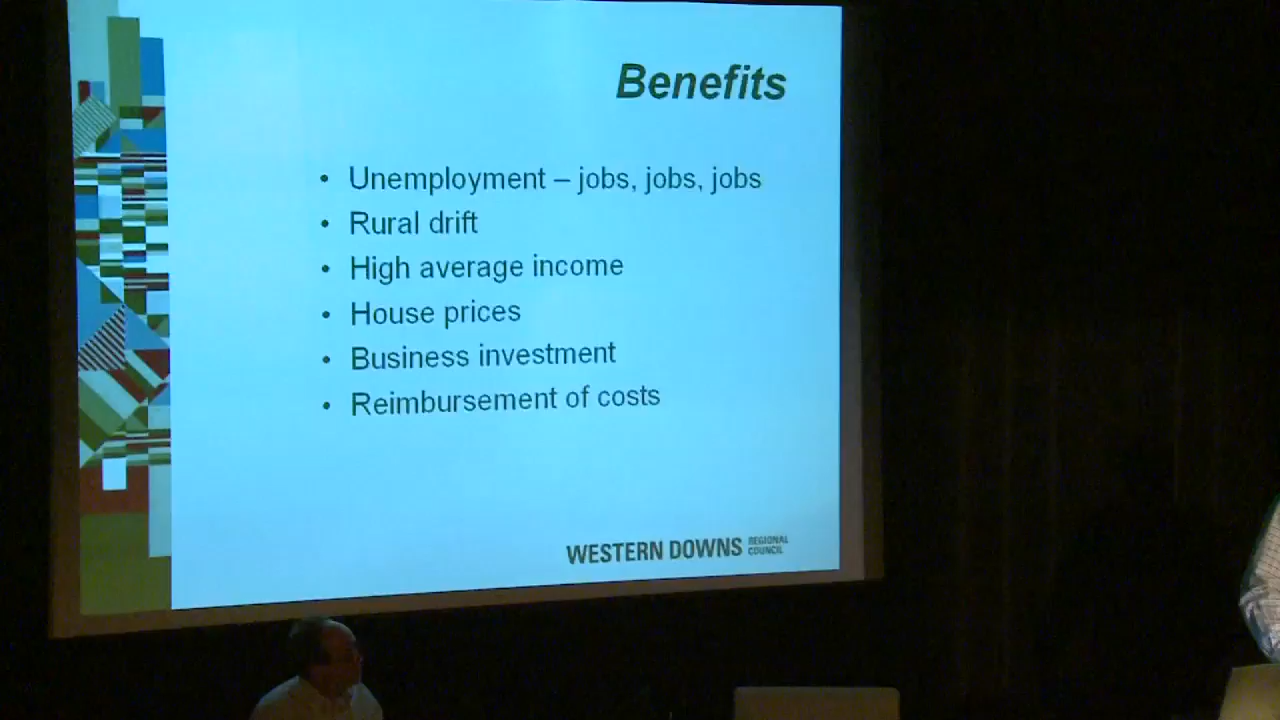 Benefits
• Unemployment – jobs, jobs, jobs
• Rural drift
• High average income
• House prices
• Business investment
• Reimbursement of costs
WESTERN DOWNS REGIONAL COUNCIL